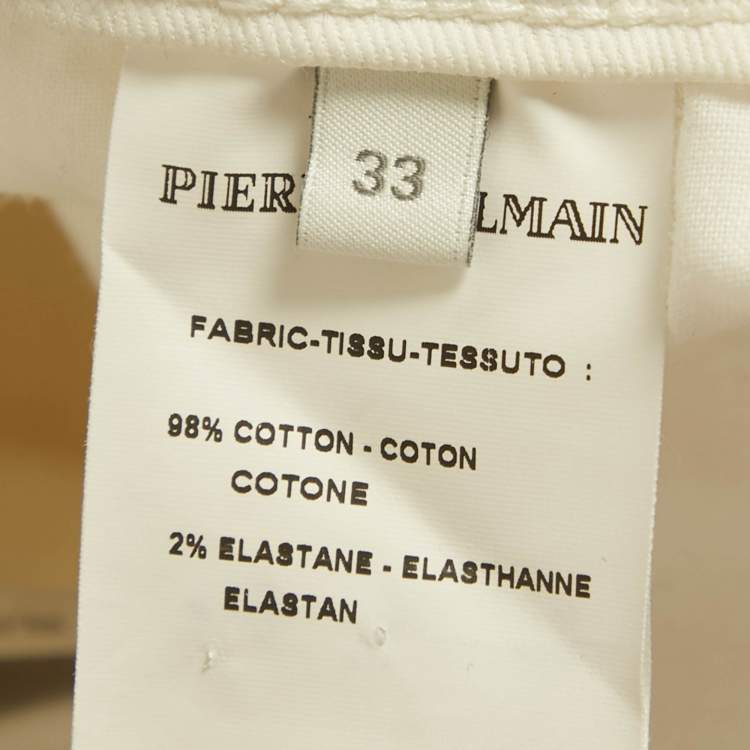 33
PIER LMAIN
FABRIC-TISSU-TESSUTO :
98% COTTON - COTON
COTONE
2% ELASTANE - ELASTHANNE
ELASTAN